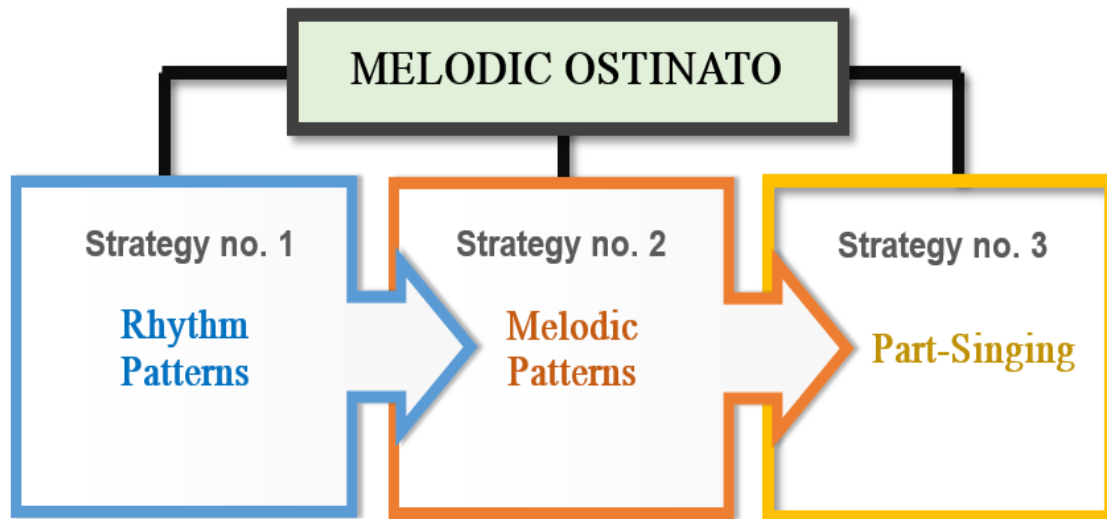 MELODIC OSTINATO
Strategy no. 1
Rhythm
Patterns
Strategy no. 2
Melodic
Patterns
Strategy no. 3
Part-Singing